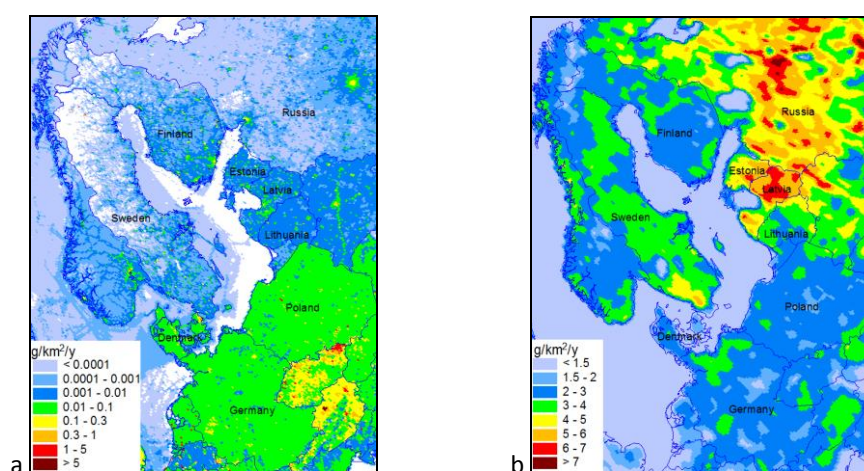 Finland
Russia
Estonia
Latvia
Sweden
Lithuania
Poland
Denmark
Germany
g/km²/y
< 0.0001
0.0001 - 0.001
0.001 - 0.01
0.01 - 0.1
0.1 - 0.3
0.3 - 1
1 - 5
> 5
a
Russia
Finland
Estonia
Latvia
Sweden
Lithuania
Poland
Denmark
Germany
g/km²/y
< 1.5
1.5 - 2
2 - 3
3 - 4
4 - 5
5 - 6
6 - 7
> 7
b